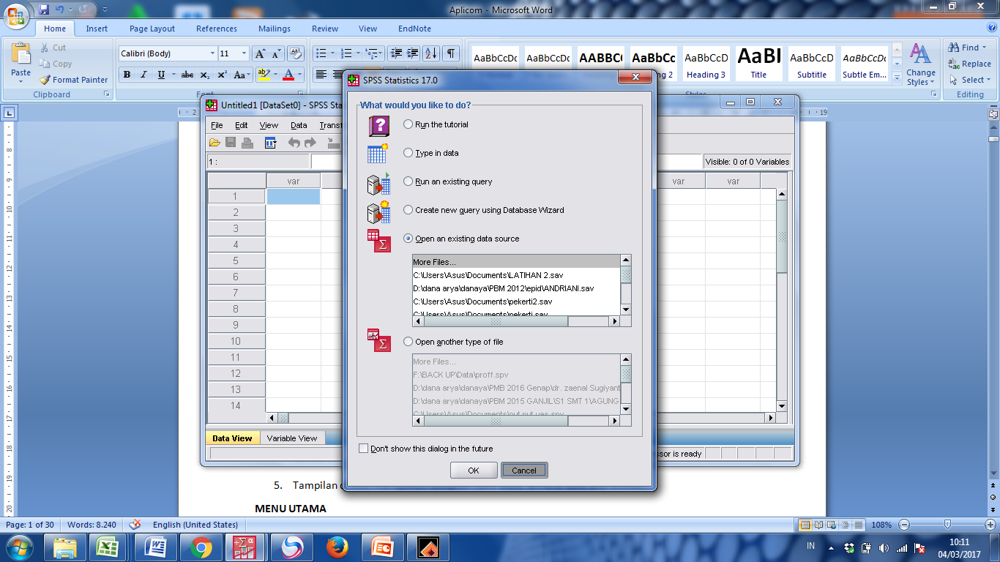 Aplicom - Microsoft Word
Home Insert Page Layout References Mailings Review View EndNote
Paste
Cut
Copy
Format Painter
Clipboard
Calibri (Body) 11
Font
AaBbCcDc AaBbCcDc AABBC AaBbCc AaBbCcD AaBl AaBbCcD AaBbCcDc
g 2 Heading 3 Title Subtitle Subtle Em...
Change Styles
Styles
Find
Replace
Select
Editing
Untitled1 [DataSet0] - SPSS Sta
File Edit View Data Transf
1 :
Visible: 0 of 0 Variables
var var var
1
2
3
4
5
6
7
8
9
10
11
12
13
14
Data View Variable View
ssor is ready
SPSS Statistics 17.0
What would you like to do?
Run the tutorial
Type in data
Run an existing query
Create new query using Database Wizard
Open an existing data source
More Files...
C:\Users\Asus\Documents\LATIHAN 2.sav
D:\dana arya\danaya\PBM 2012\epid\ANDRIANI.sav
C:\Users\Asus\Documents\pekerti2.sav
C:\Users\Asus\Documents\pekerti.sav
Open another type of file
More Files...
F:\BACK UP\Data\proff.spv
D:\dana arya\danaya\PMB 2016 Genap\dr. zaenal Sugiyant
D:\dana arya\danaya\PBM 2015 GANJIL\S1 SMT 1\AGUNG
C:\Users\Asus\Documents\out put uas.spv
Don't show this dialog in the future
OK Cancel
5. Tampilan
MENU UTAMA
Page: 1 of 30 Words: 8.240 English (United States) 108%
IN
10:11
04/03/2017